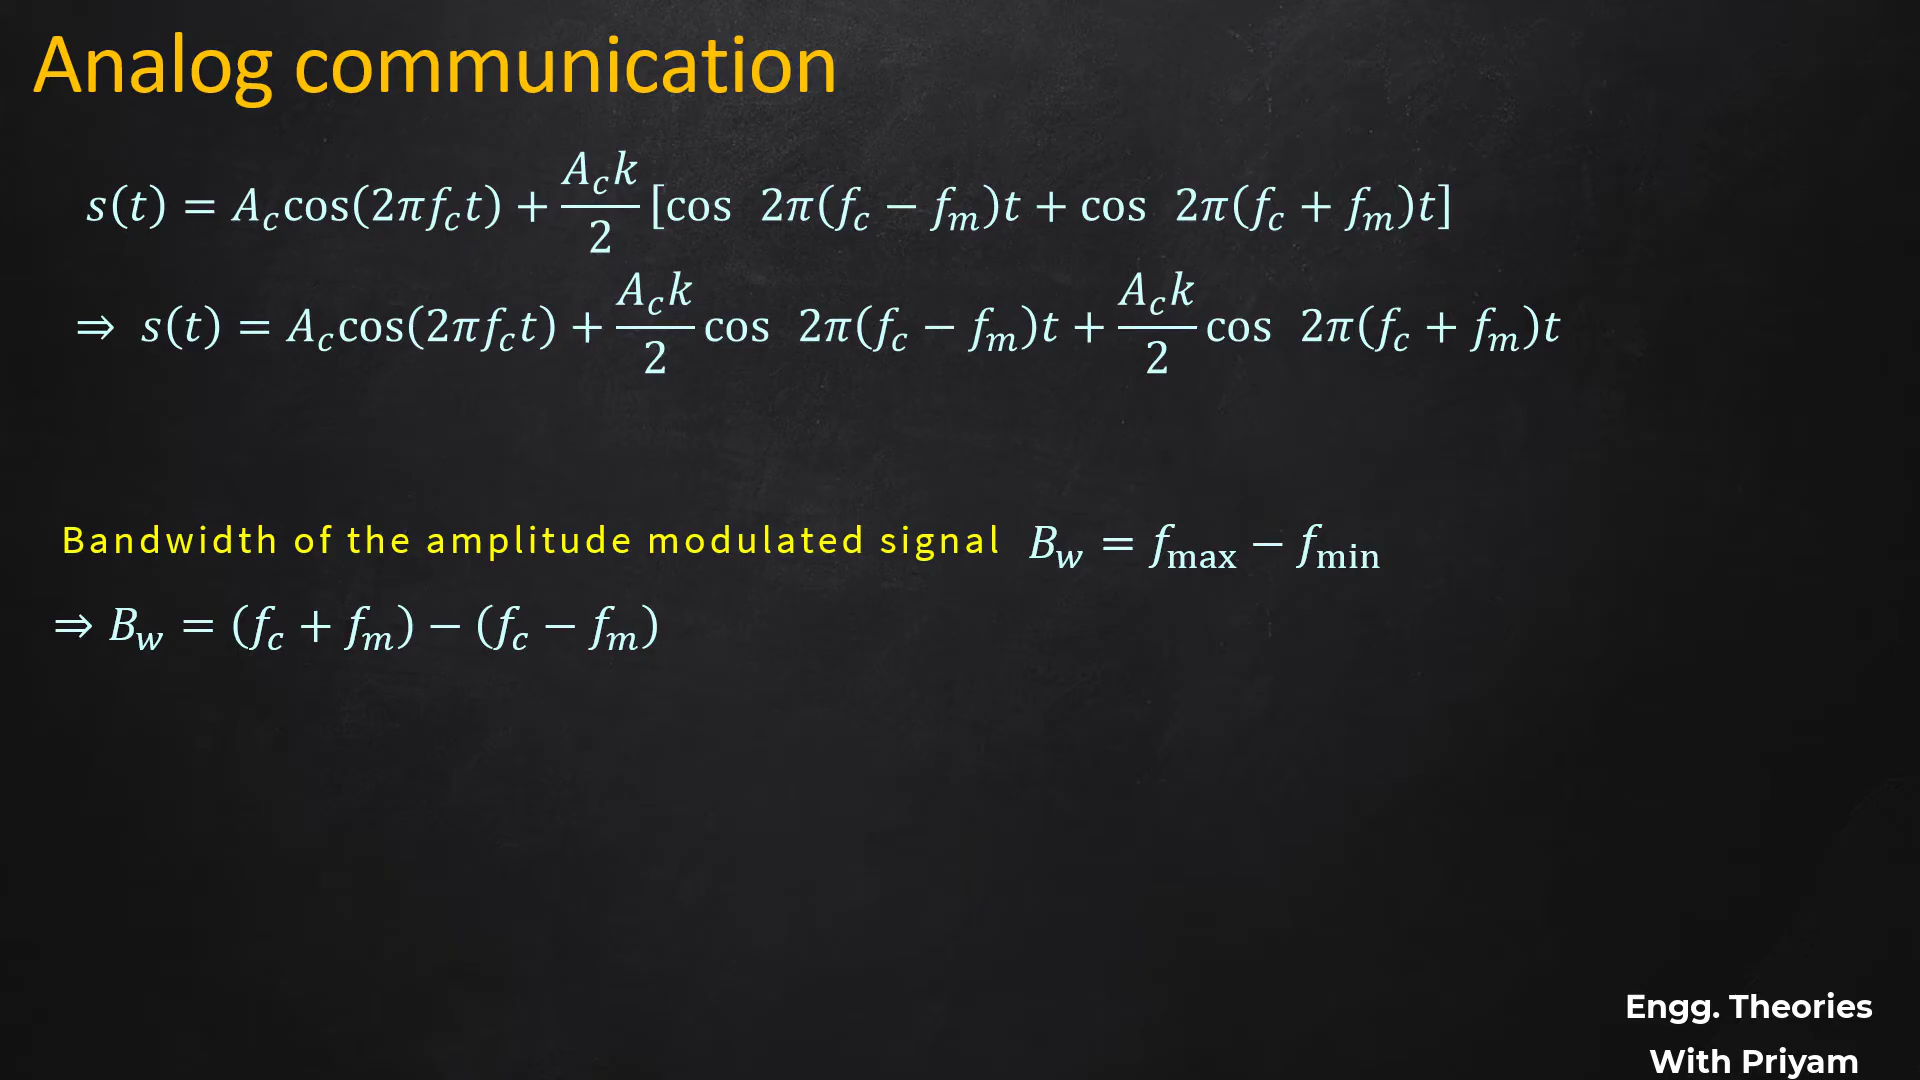 Analog communication
s(t) = A_c cos(2πf_c t) + A_c k/2 [cos 2π(f_c − f_m)t + cos 2π(f_c + f_m)t]
⇒ s(t) = A_c cos(2πf_c t) + A_c k/2 cos 2π(f_c − f_m)t + A_c k/2 cos 2π(f_c + f_m)t
Bandwidth of the amplitude modulated signal B_w = f_max − f_min
⇒ B_w = (f_c + f_m) − (f_c − f_m)
Engg. Theories
With Priyam